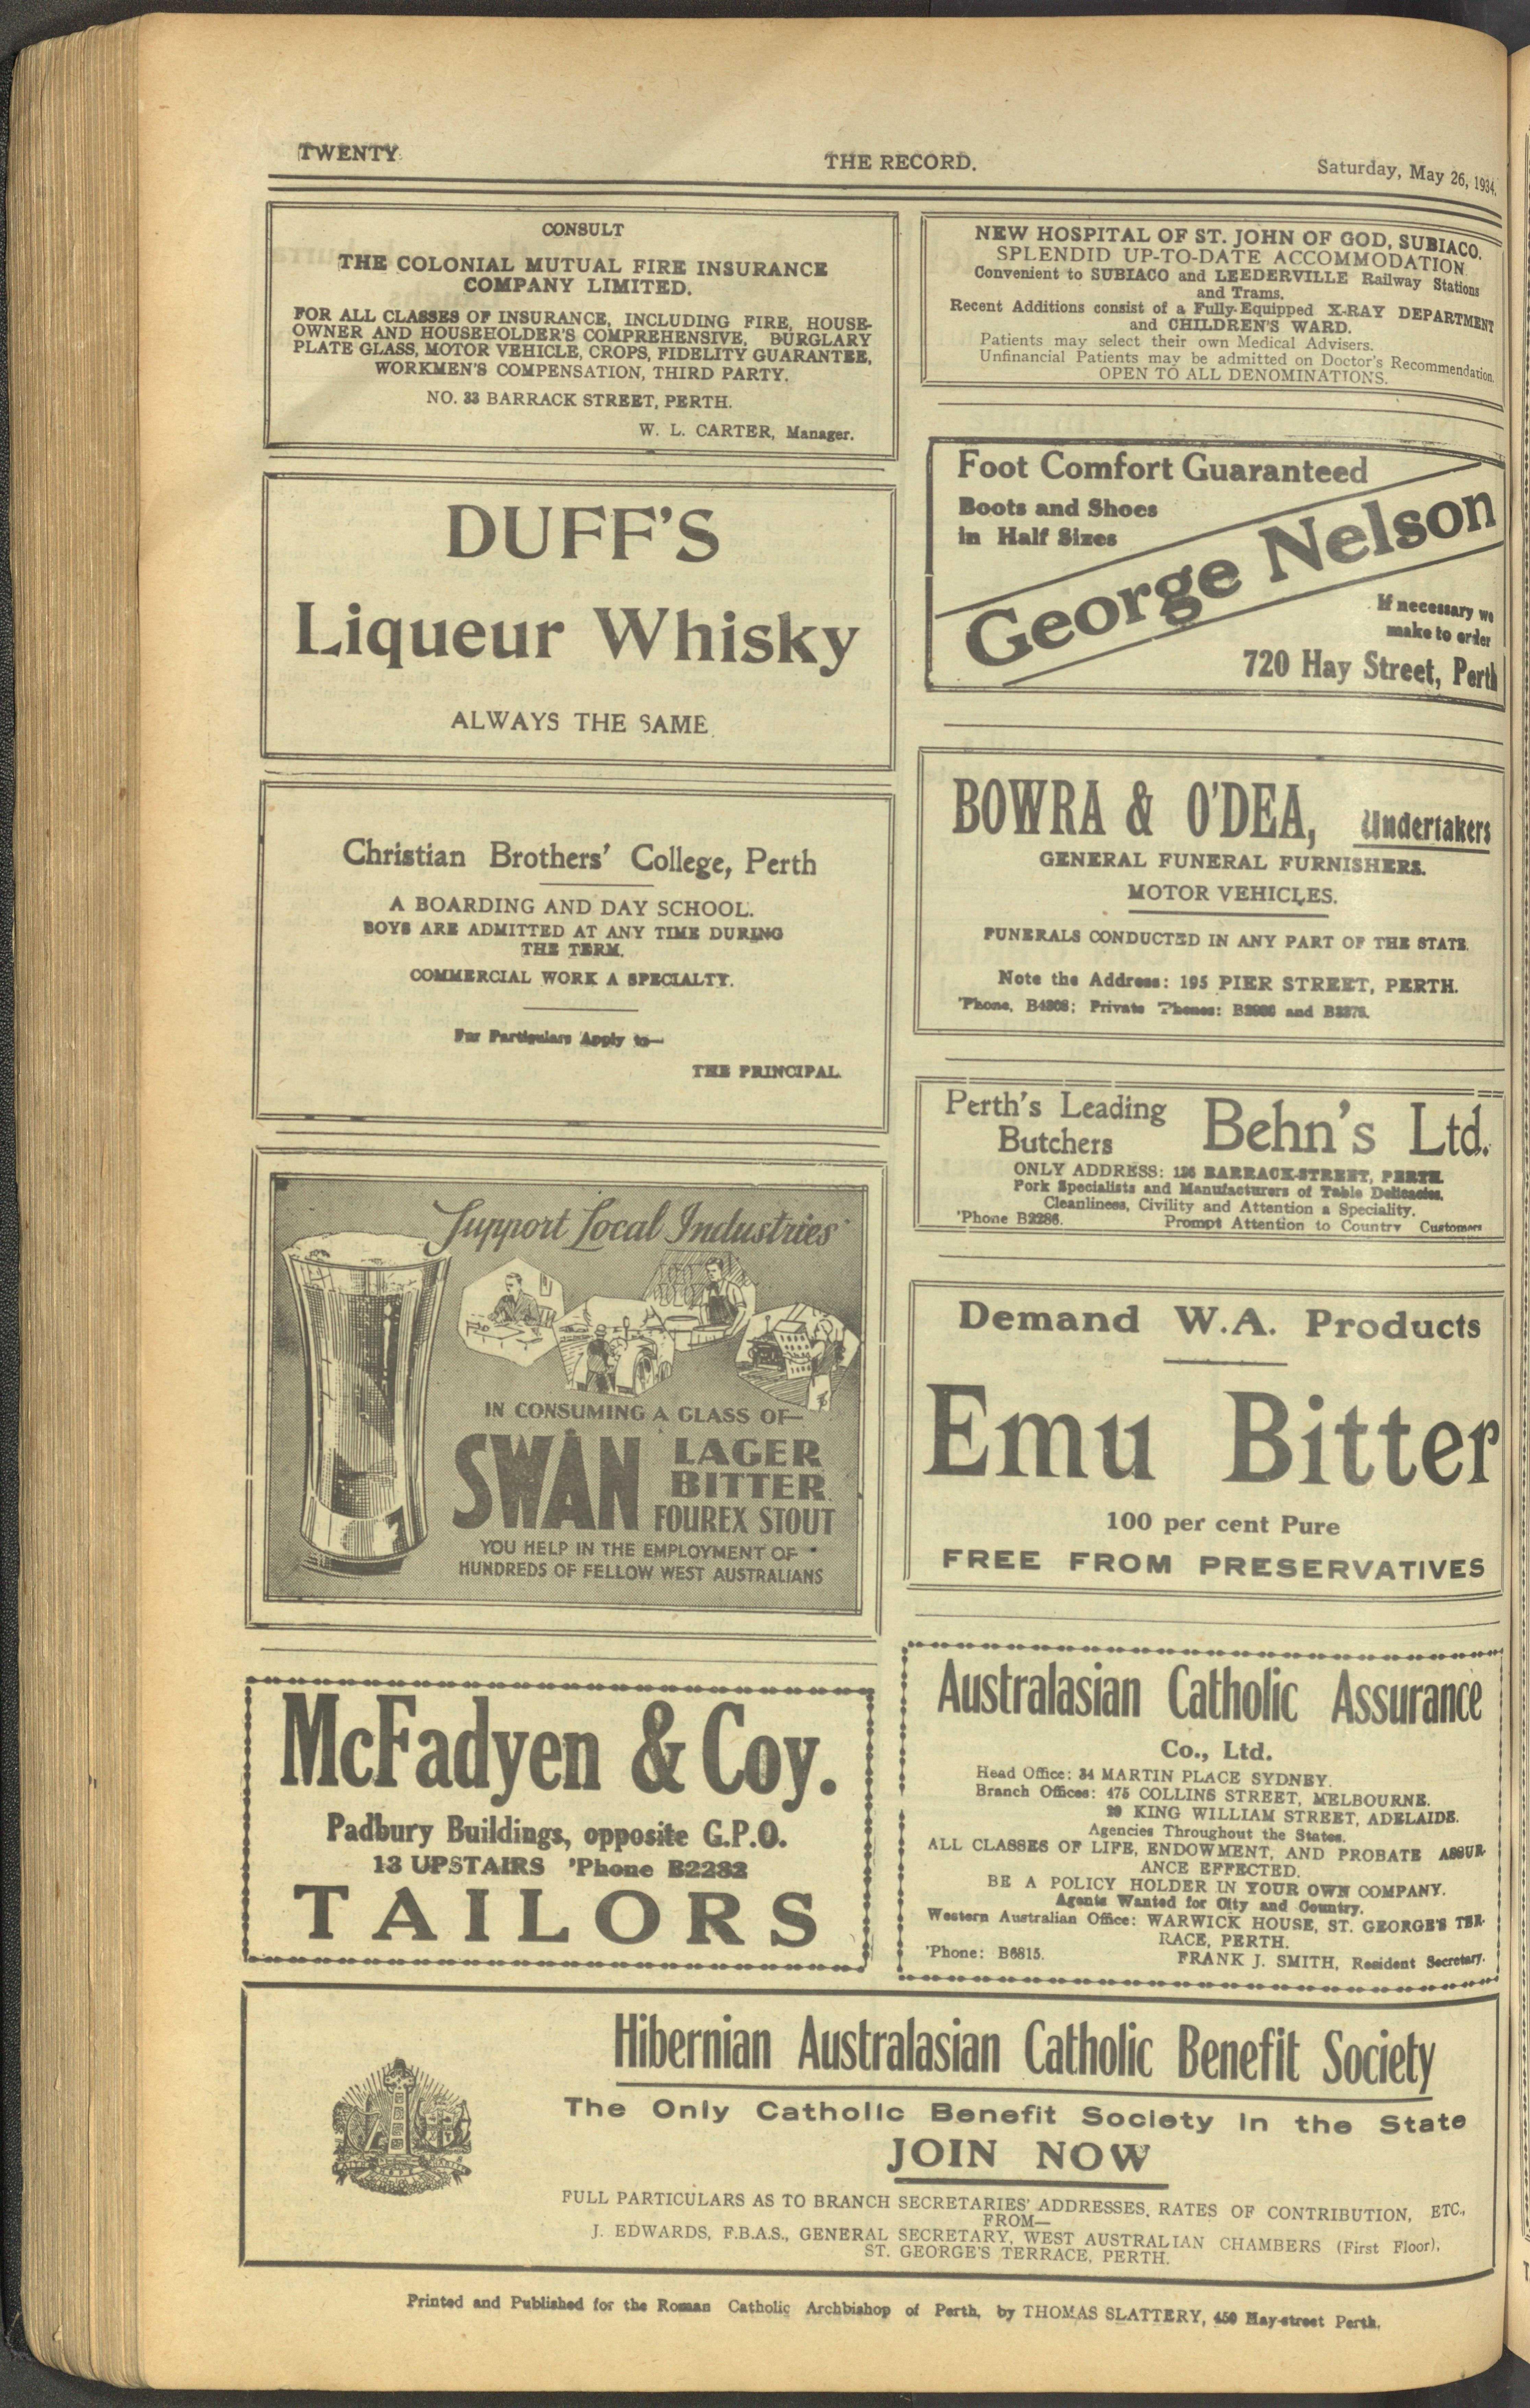 TWENTY
THE RECORD.
Saturday, May 26, 1934.
CONSULT
THE COLONIAL MUTUAL FIRE INSURANCE
COMPANY LIMITED.
FOR ALL CLASSES OF INSURANCE, INCLUDING FIRE, HOUSE-
OWNER AND HOUSEHOLDER'S COMPREHENSIVE, BURGLARY
PLATE GLASS, MOTOR VEHICLE, CROPS, FIDELITY GUARANTEE,
WORKMEN'S COMPENSATION, THIRD PARTY.
NO. 33 BARRACK STREET, PERTH.
W. L. CARTER, Manager.
DUFF'S
Liqueur Whisky
ALWAYS THE SAME
Christian Brothers' College, Perth
A BOARDING AND DAY SCHOOL.
BOYS ARE ADMITTED AT ANY TIME DURING
THE TERM.
COMMERCIAL WORK A SPECIALTY.
For Particulars Apply to—
THE PRINCIPAL
Support Local Industries
IN CONSUMING A GLASS OF—
SWAN LAGER
BITTER
FOUREX STOUT
YOU HELP IN THE EMPLOYMENT OF
HUNDREDS OF FELLOW WEST AUSTRALIANS
McFadyen & Coy.
Padbury Buildings, opposite G.P.O.
13 UPSTAIRS 'Phone B2282
TAILORS
NEW HOSPITAL OF ST. JOHN OF GOD, SUBIACO.
SPLENDID UP-TO-DATE ACCOMMODATION
Convenient to SUBIACO and LEEDERVILLE Railway Stations
and Trams.
Recent Additions consist of a Fully-Equipped X-RAY DEPARTMENT
and CHILDREN'S WARD.
Patients may select their own Medical Advisers.
Unfinancial Patients may be admitted on Doctor's Recommendation.
OPEN TO ALL DENOMINATIONS.
Foot Comfort Guaranteed
Boots and Shoes
in Half Sizes
George Nelson
If necessary we
make to order
720 Hay Street, Perth
BOWRA & O'DEA, Undertakers
GENERAL FUNERAL FURNISHERS.
MOTOR VEHICLES.
FUNERALS CONDUCTED IN ANY PART OF THE STATE.
Note the Address: 195 PIER STREET, PERTH.
'Phone, B4308; Private 'Phones: and
Perth's Leading
Butchers
Behn's Ltd.
ONLY ADDRESS: 126 BARRACK-STREET, PERTH.
Pork Specialists and Manufacturers of Table Delicacies.
Cleanliness, Civility and Attention a Speciality.
'Phone B2286. Prompt Attention to Country Customers
Demand W.A. Products
Emu Bitter
100 per cent Pure
FREE FROM PRESERVATIVES
Australasian Catholic Assurance
Co., Ltd.
Head Office: 34 MARTIN PLACE SYDNEY.
Branch Offices: 475 COLLINS STREET, MELBOURNE.
29 KING WILLIAM STREET, ADELAIDE.
Agencies Throughout the States.
ALL CLASSES OF LIFE, ENDOWMENT, AND PROBATE ASSUR-
ANCE EFFECTED.
BE A POLICY HOLDER IN YOUR OWN COMPANY.
Agents Wanted for City and Country.
Western Australian Office: WARWICK HOUSE, ST. GEORGE'S TER-
RACE, PERTH.
'Phone: B6815. FRANK J. SMITH, Resident Secretary.
Hibernian Australasian Catholic Benefit Society
The Only Catholic Benefit Society in the State
JOIN NOW
FULL PARTICULARS AS TO BRANCH SECRETARIES' ADDRESSES, RATES OF CONTRIBUTION, ETC.,
FROM—
J. EDWARDS, F.B.A.S., GENERAL SECRETARY, WEST AUSTRALIAN CHAMBERS (First Floor),
ST. GEORGE'S TERRACE, PERTH.
Printed and Published for the Roman Catholic Archbishop of Perth, by THOMAS SLATTERY, 450 Hay-street Perth.